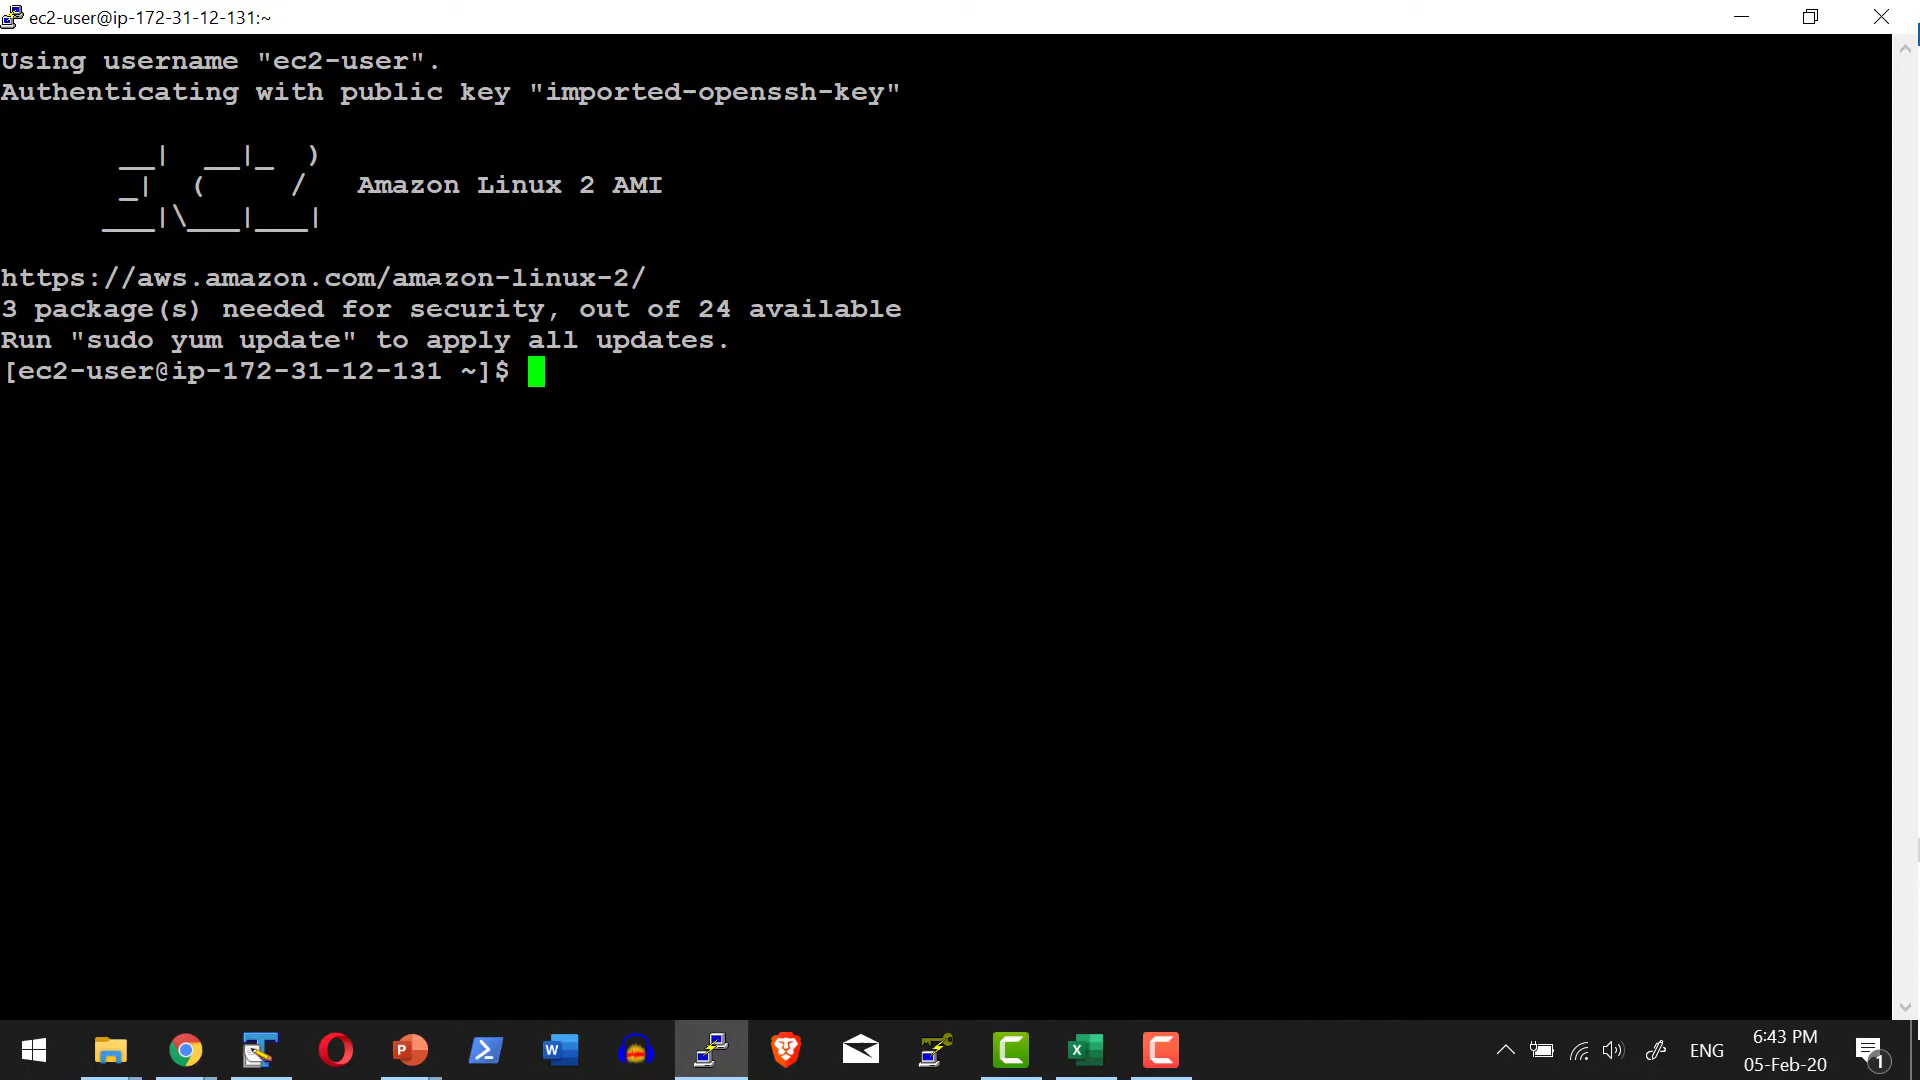 ec2-user@ip-172-31-12-131:~
Using username "ec2-user".
Authenticating with public key "imported-openssh-key"
       __|  __|_  )
       _|  (     /   Amazon Linux 2 AMI
      ___|\___|___|
https://aws.amazon.com/amazon-linux-2/
3 package(s) needed for security, out of 24 available
Run "sudo yum update" to apply all updates.
[ec2-user@ip-172-31-12-131 ~]$
ENG
6:43 PM
05-Feb-20
1